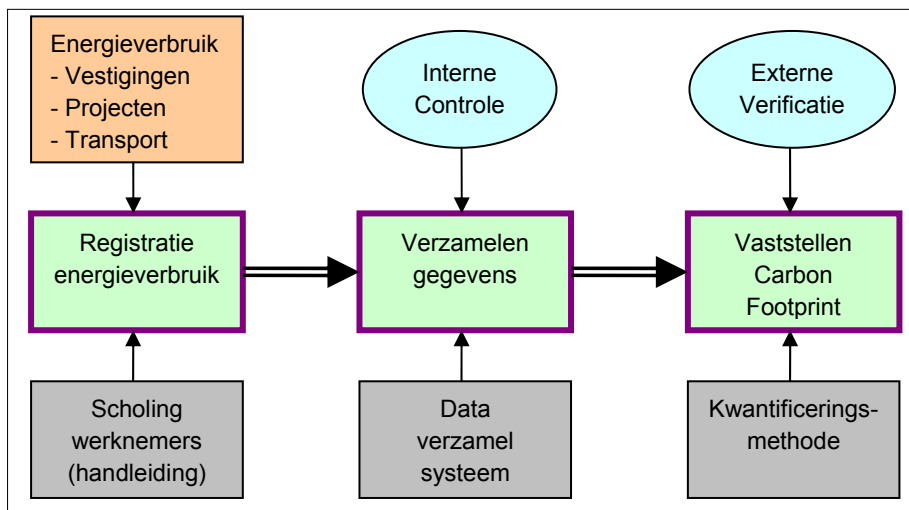 Energieverbruik
- Vestigingen
- Projecten
- Transport
Interne
Controle
Externe
Verificatie
Registratie
energieverbruik
Verzamelen
gegevens
Vaststellen
Carbon
Footprint
Scholing
werknemers
(handleiding)
Data
verzamel
systeem
Kwantificerings-
methode